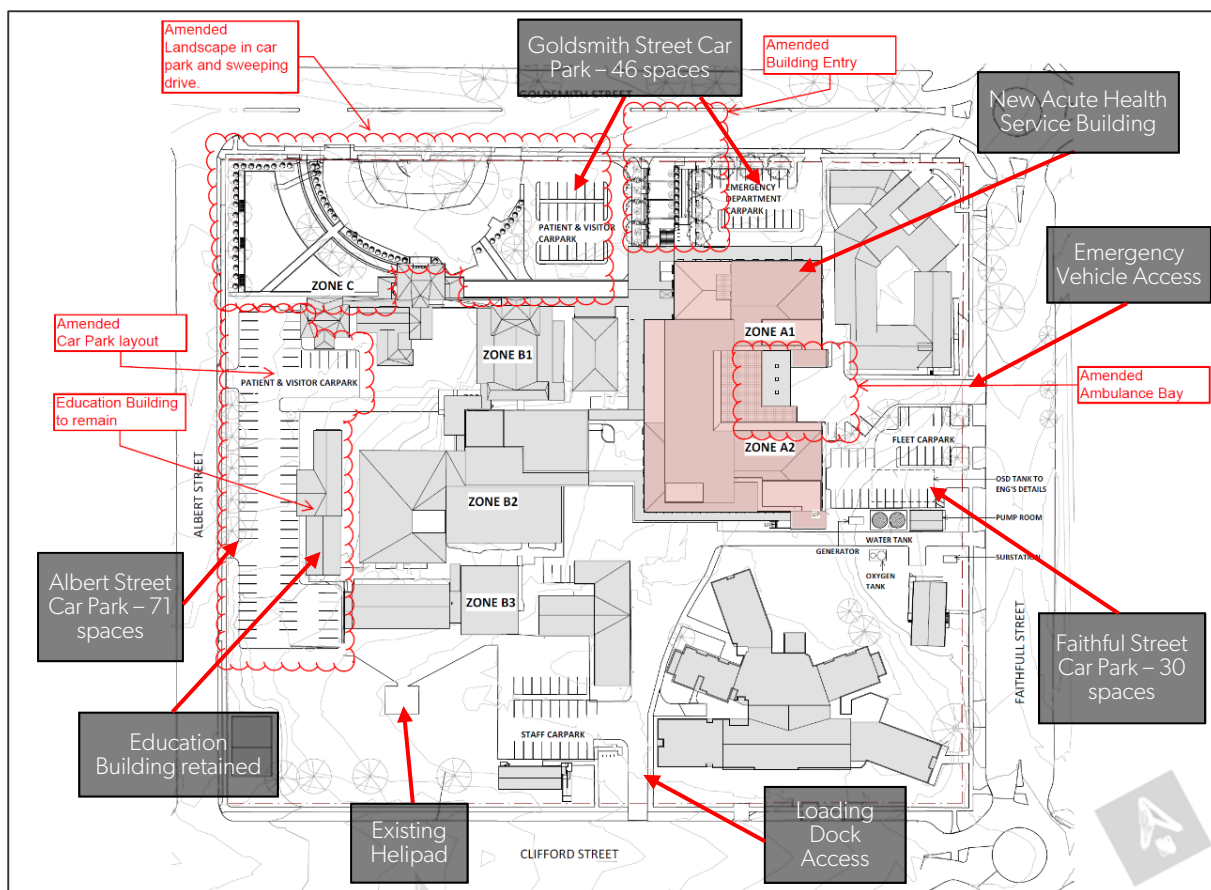 Amended
Landscape in car
park and sweeping
drive.
Goldsmith Street Car
Park – 46 spaces
GOLDSMITH STREET
Amended
Building Entry
New Acute Health
Service Building
EMERGENCY
DEPARTMENT
CARPARK
PATIENT & VISITOR
CARPARK
Emergency
Vehicle Access
ZONE C
Amended
Car Park layout
ZONE A1
ZONE B1
PATIENT & VISITOR CARPARK
Amended
Ambulance Bay
Education Building
to remain
ZONE A2
FLEET CARPARK
ALBERT STREET
OSD TANK TO
ENG'S DETAILS
ZONE B2
PUMP ROOM
WATER TANK
GENERATOR
SUBSTATION
OXYGEN
TANK
Albert Street
Car Park – 71
spaces
ZONE B3
Faithful Street
Car Park – 30
spaces
FAITHFULL STREET
Education
Building retained
STAFF CARPARK
Existing
Helipad
Loading
Dock
Access
CLIFFORD STREET